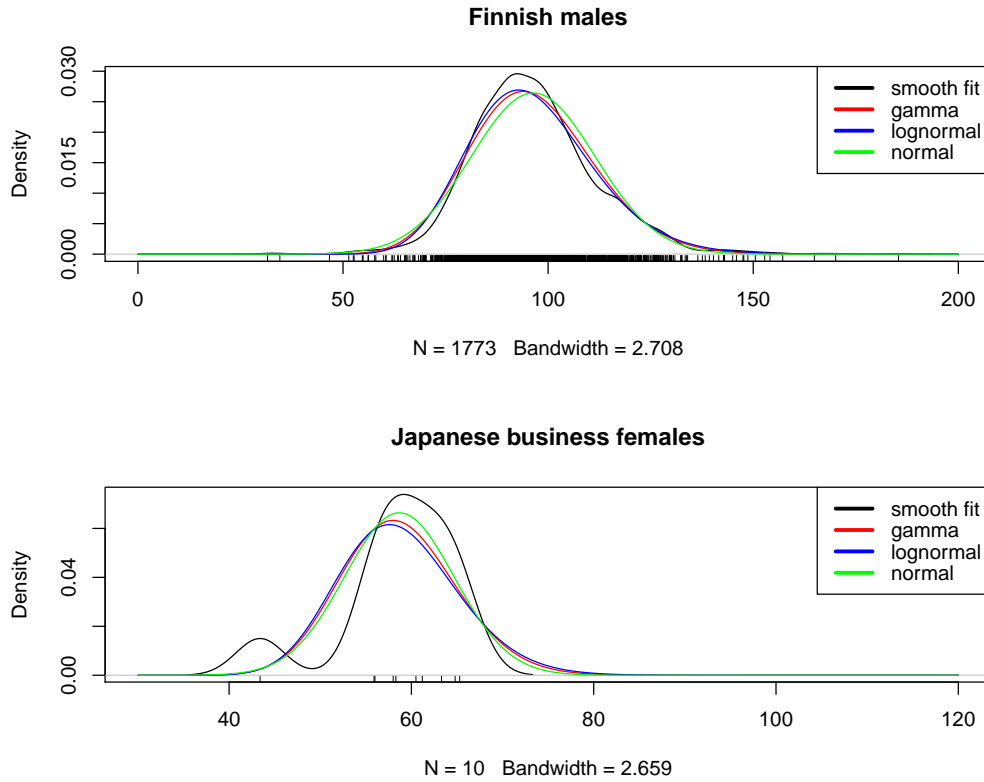 Finnish males
Density
0.000
0.015
0.030
smooth fit
gamma
lognormal
normal
0
50
100
150
200
N = 1773   Bandwidth = 2.708
Japanese business females
Density
0.00
0.04
smooth fit
gamma
lognormal
normal
40
60
80
100
120
N = 10   Bandwidth = 2.659